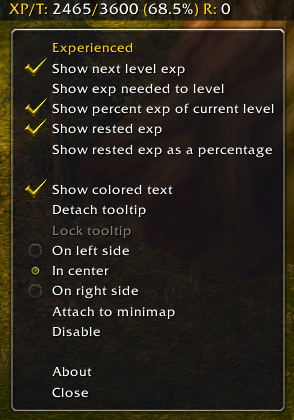 XP/T: 2465/3600 (68.5%) R: 0
Experienced
Show next level exp
Show exp needed to level
Show percent exp of current level
Show rested exp
Show rested exp as a percentage
Show colored text
Detach tooltip
Lock tooltip
On left side
In center
On right side
Attach to minimap
Disable
About
Close